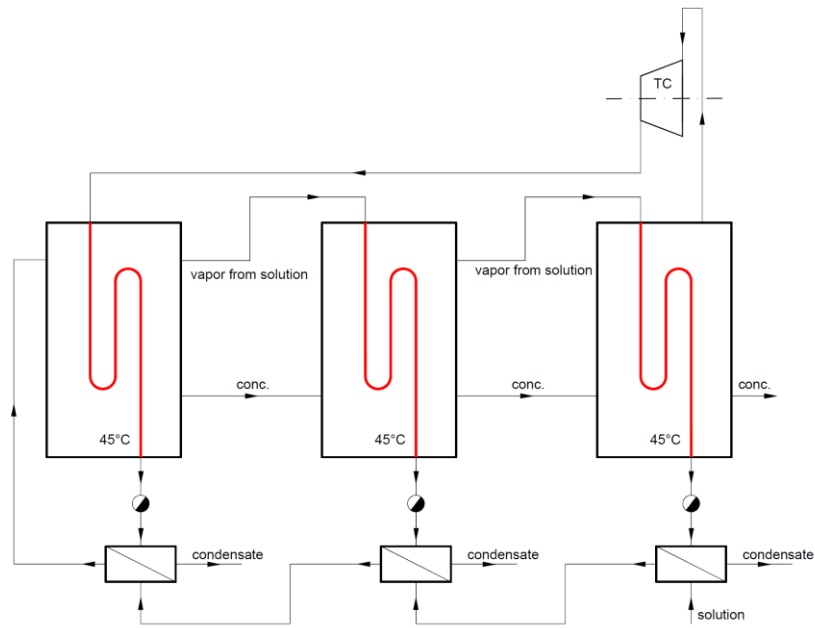 TC
vapor from solution
vapor from solution
conc.
conc.
conc.
45°C
45°C
45°C
condensate
condensate
condensate
solution